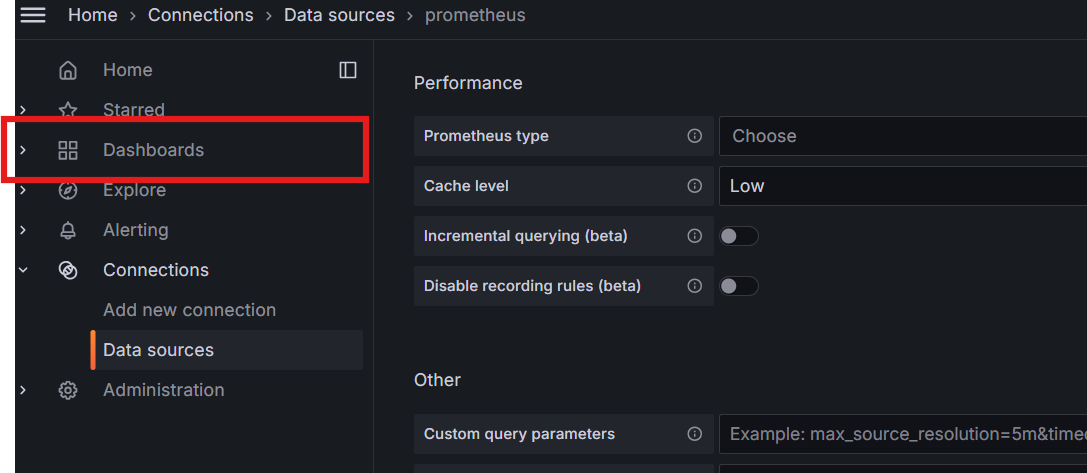 Home > Connections > Data sources > prometheus
Home
Starred
Dashboards
Explore
Alerting
Connections
Add new connection
Data sources
Administration
Performance
Prometheus type
Choose
Cache level
Low
Incremental querying (beta)
Disable recording rules (beta)
Other
Custom query parameters
Example: max_source_resolution=5m&timeo